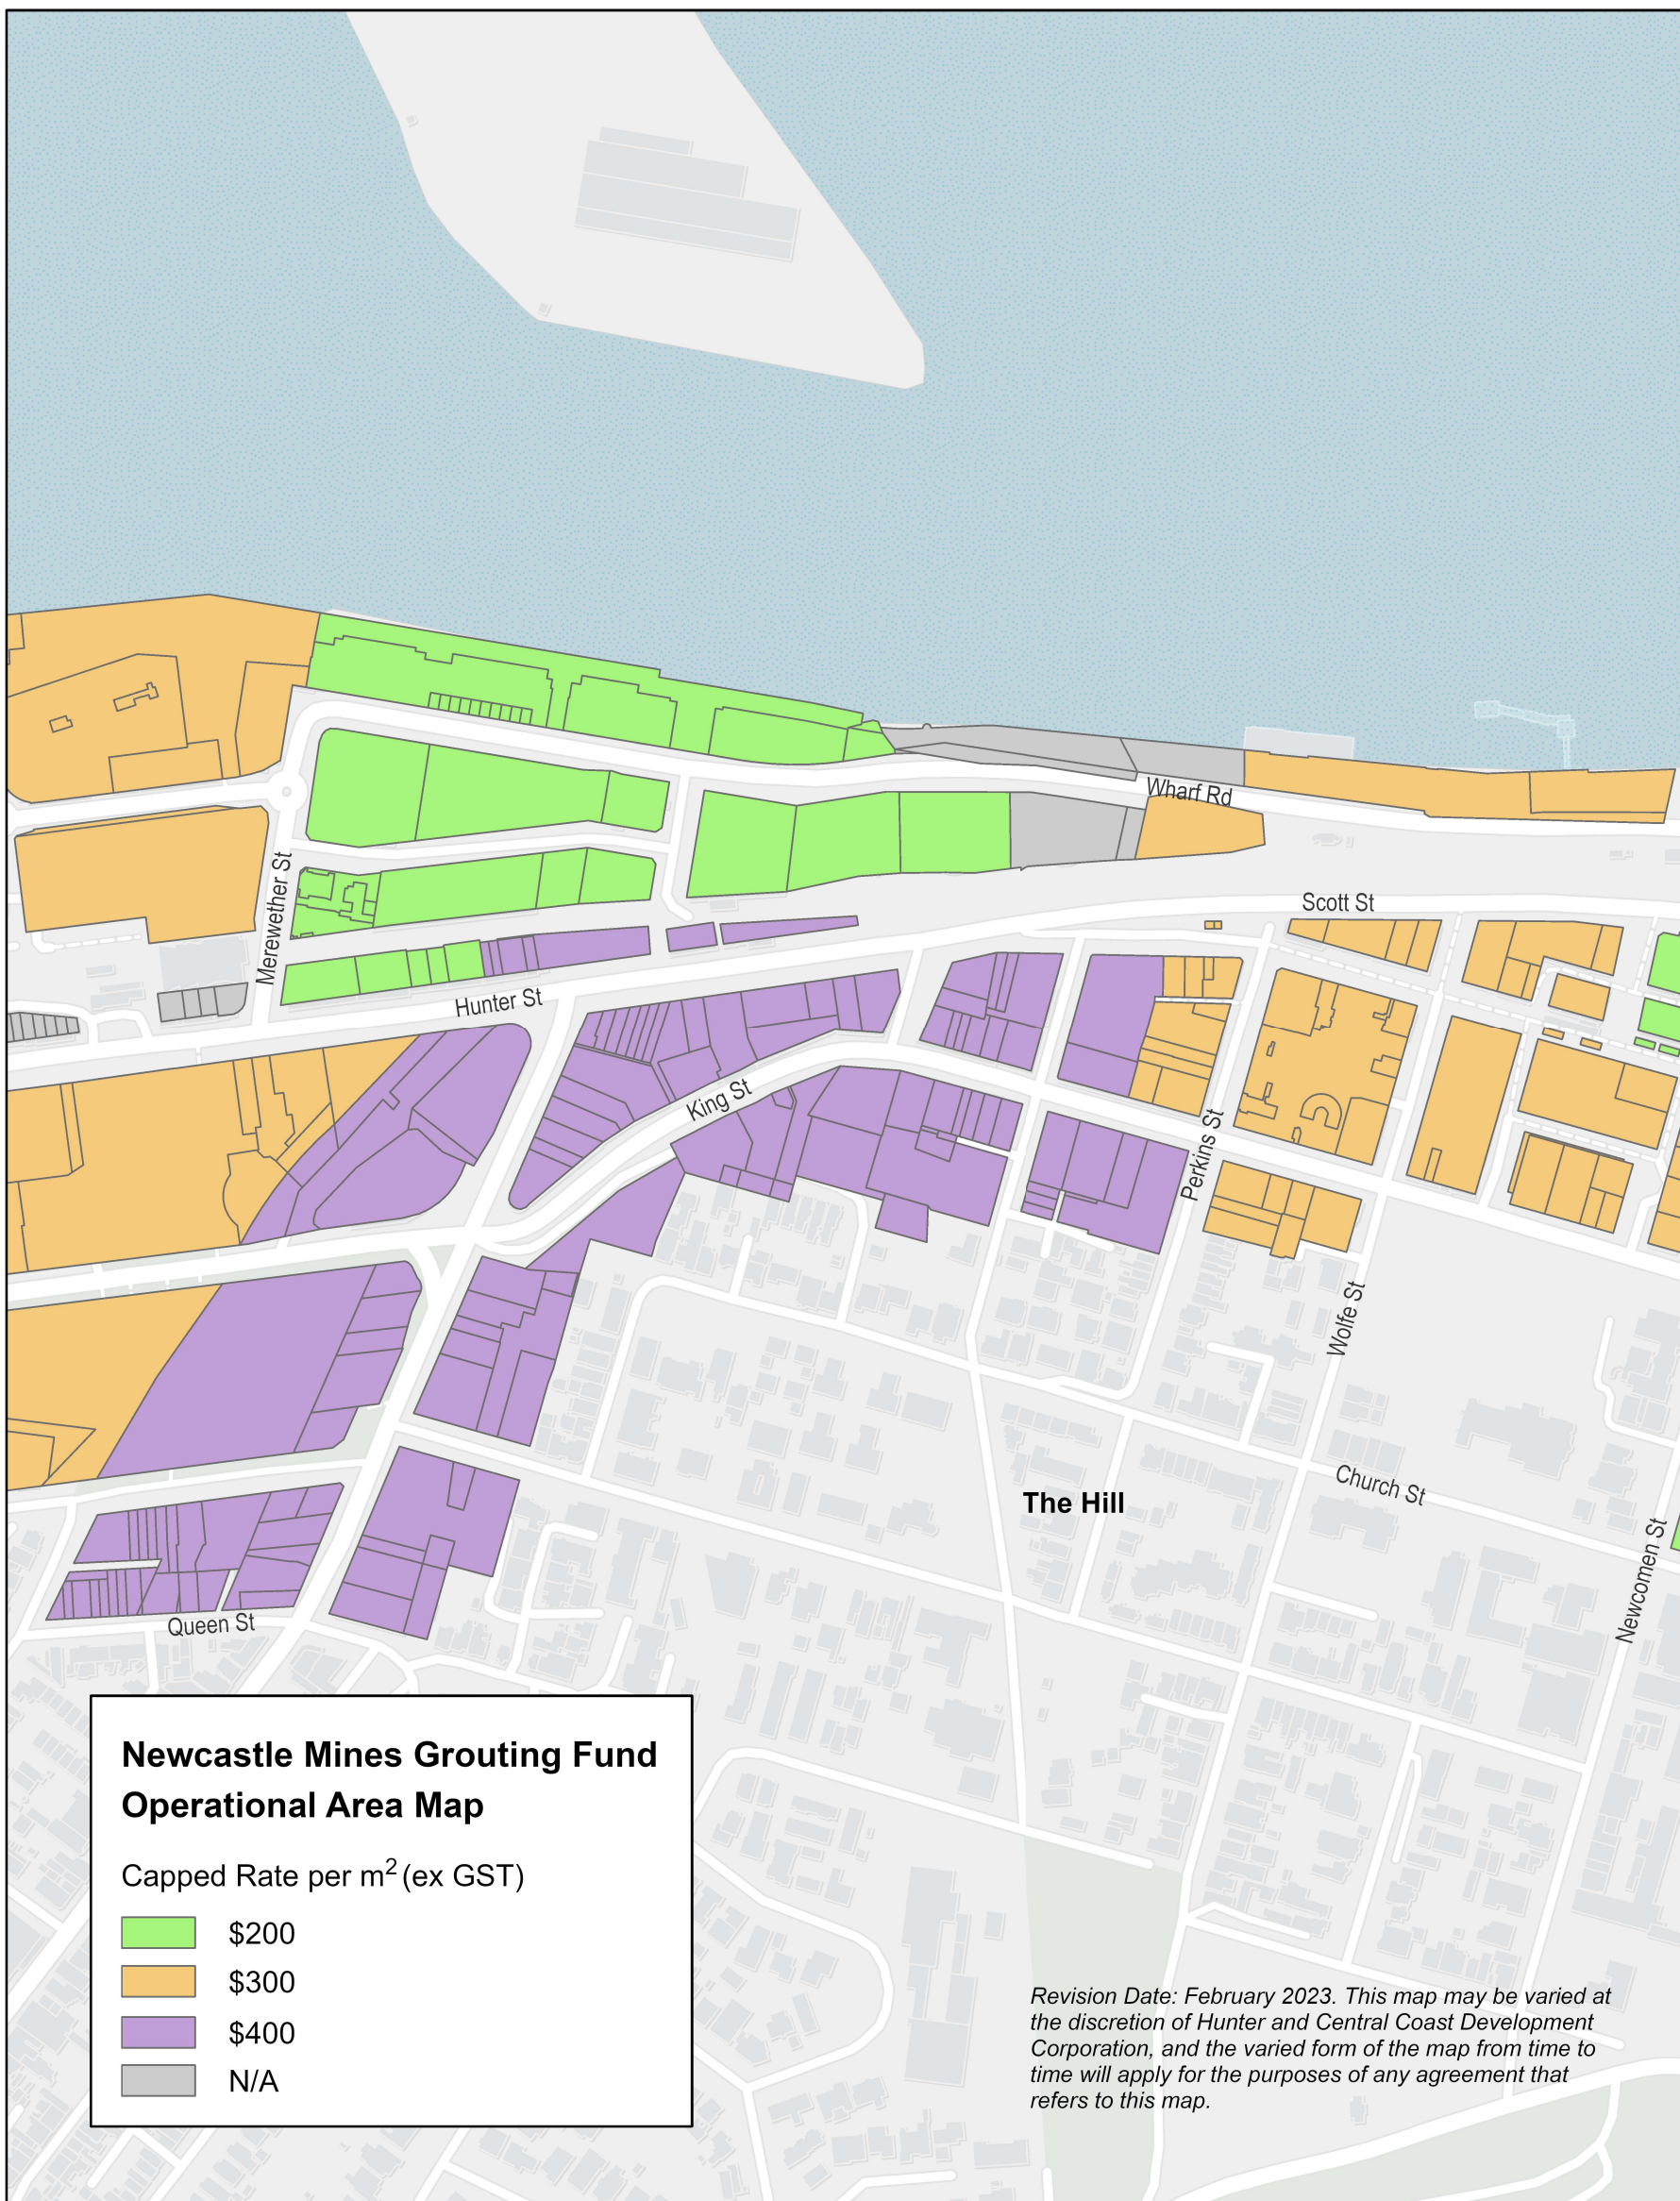 Wharf Rd
Scott St
Merewether St
Hunter St
King St
Perkins St
Wolfe St
Church St
The Hill
Newcomen St
Queen St
Newcastle Mines Grouting Fund
Operational Area Map
Capped Rate per m2 (ex GST)
$200
$300
$400
N/A
Revision Date: February 2023. This map may be varied at
the discretion of Hunter and Central Coast Development
Corporation, and the varied form of the map from time to
time will apply for the purposes of any agreement that
refers to this map.